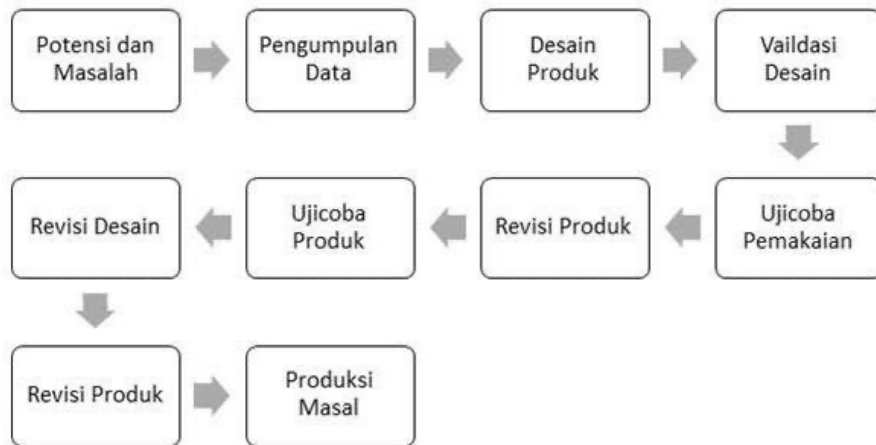 Potensi dan
Masalah
Pengumpulan
Data
Desain
Produk
Vaildasi
Desain
Ujicoba
Pemakaian
Revisi Produk
Ujicoba
Produk
Revisi Desain
Revisi Produk
Produksi
Masal